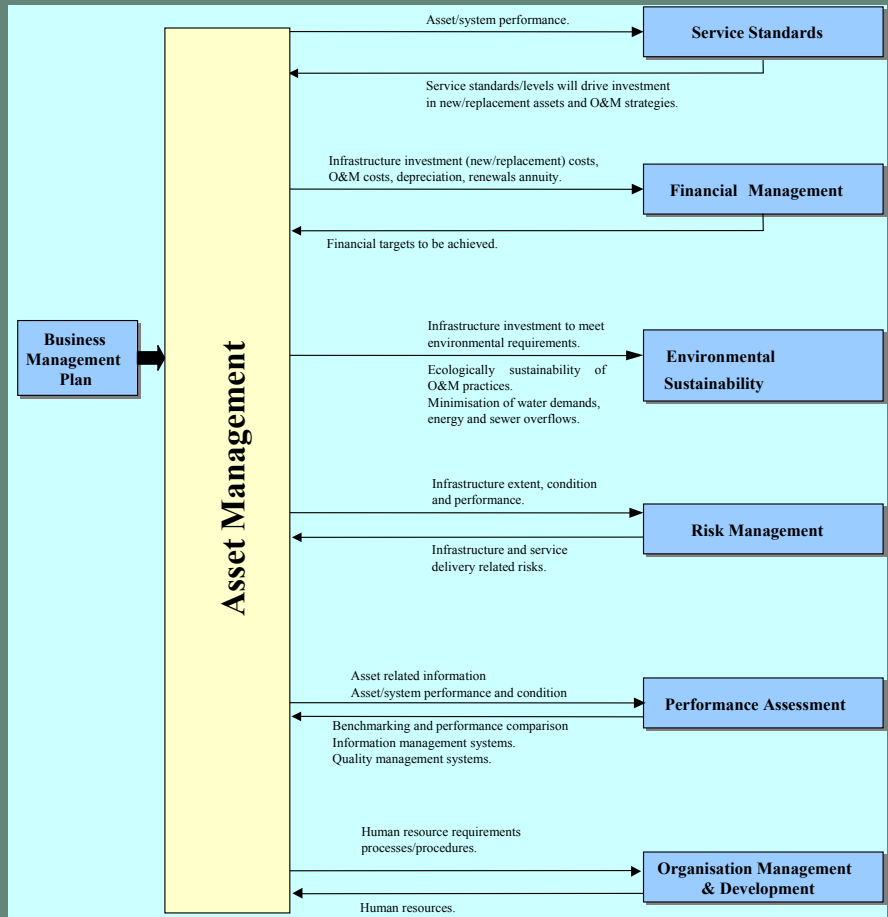 Asset/system performance.
Service Standards
Service standards/levels will drive investment
in new/replacement assets and O&M strategies.
Infrastructure investment (new/replacement) costs,
O&M costs, depreciation, renewals annuity.
Financial Management
Financial targets to be achieved.
Business
Management
Plan
Asset Management
Infrastructure investment to meet
environmental requirements.
Ecologically sustainability of
O&M practices.
Minimisation of water demands,
energy and sewer overflows.
Environmental
Sustainability
Infrastructure extent, condition
and performance.
Risk Management
Infrastructure and service
delivery related risks.
Asset related information
Asset/system performance and condition
Performance Assessment
Benchmarking and performance comparison
Information management systems.
Quality management systems.
Human resource requirements
processes/procedures.
Organisation Management
& Development
Human resources.